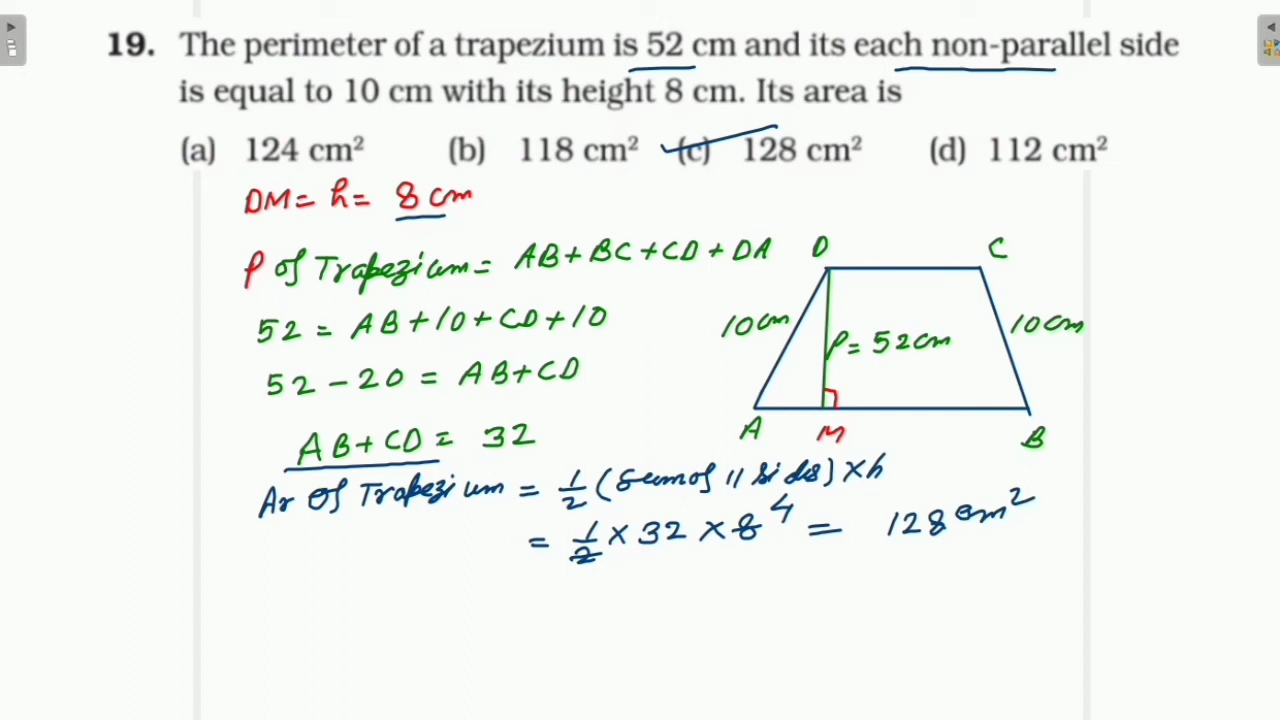 19. The perimeter of a trapezium is 52 cm and its each non-parallel side
is equal to 10 cm with its height 8 cm. Its area is
(a) 124 cm² (b) 118 cm² (c) 128 cm² (d) 112 cm²
DM = h = 8 cm
P of Trapezium = AB + BC + CD + DA
52 = AB + 10 + CD + 10
52 - 20 = AB + CD
AB + CD = 32
Ar of Trapezium = 1/2 (Sum of 11 sides) × h
= 1/2 × 32 × 8 4 = 128 cm²
D C
10cm P = 52cm 10cm
A M B